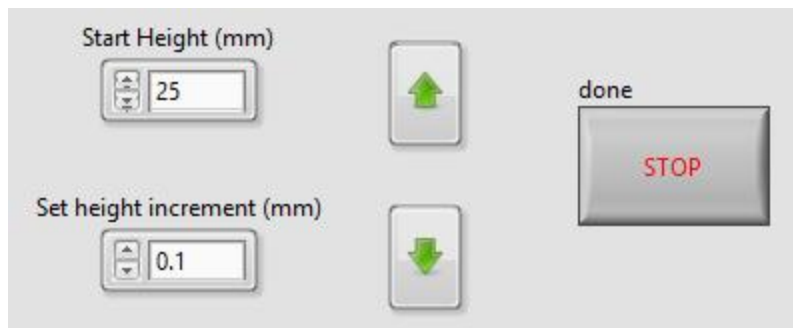 Start Height (mm)
25
done
STOP
Set height increment (mm)
0.1